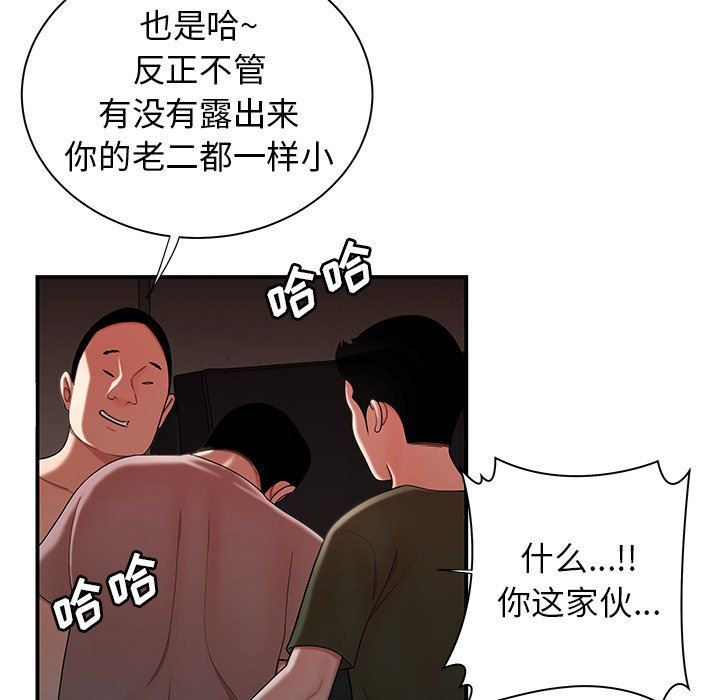 也是哈~
反正不管
有没有露出来
你的老二都一样小
哈哈
哈哈
什么...!!
你这家伙...